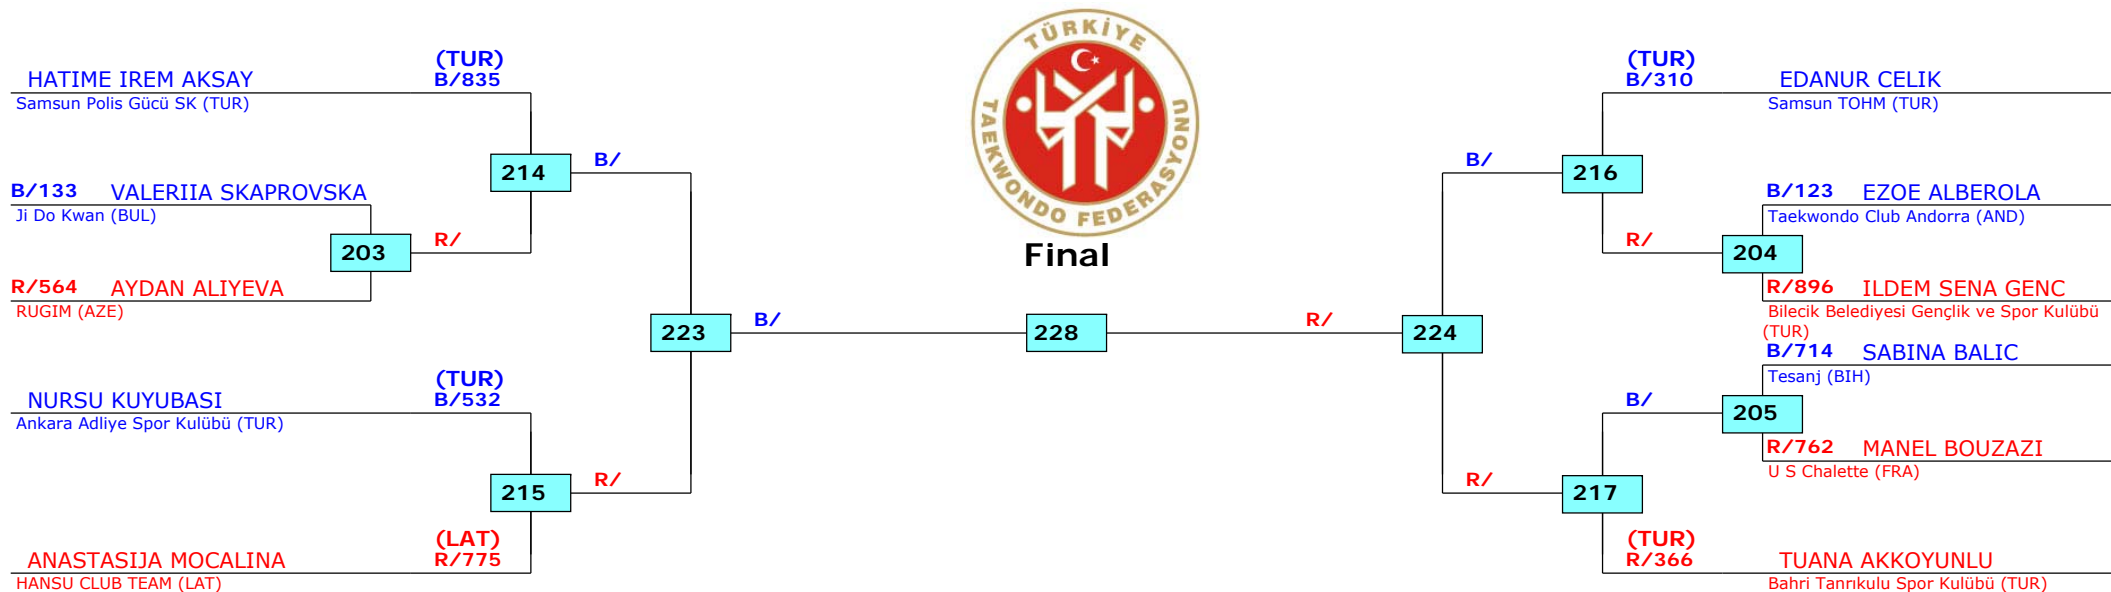 TÜRKİYE
TAEKWONDO FEDERASYONU
Final
(TUR)
HATIME IREM AKSAY B/835
Samsun Polis Gücü SK (TUR)
214
B/
B/133 VALERIIA SKAPROVSKA
Ji Do Kwan (BUL)
203
R/
R/564 AYDAN ALIYEVA
RUGIM (AZE)
223
B/
228
R/
224
(TUR)
NURSU KUYUBASI B/532
Ankara Adliye Spor Kulübü (TUR)
215
R/
(LAT)
ANASTASIJA MOCALINA R/775
HANSU CLUB TEAM (LAT)
(TUR)
B/310 EDANUR CELIK
Samsun TOHM (TUR)
B/
216
B/123 EZOE ALBEROLA
Taekwondo Club Andorra (AND)
R/
204
R/896 ILDEM SENA GENC
Bilecik Belediyesi Gençlik ve Spor Kulübü
(TUR)
B/714 SABINA BALIC
Tesanj (BIH)
B/
205
R/762 MANEL BOUZAZI
U S Chalette (FRA)
R/
217
(TUR)
R/366 TUANA AKKOYUNLU
Bahri Tanrıkulu Spor Kulübü (TUR)